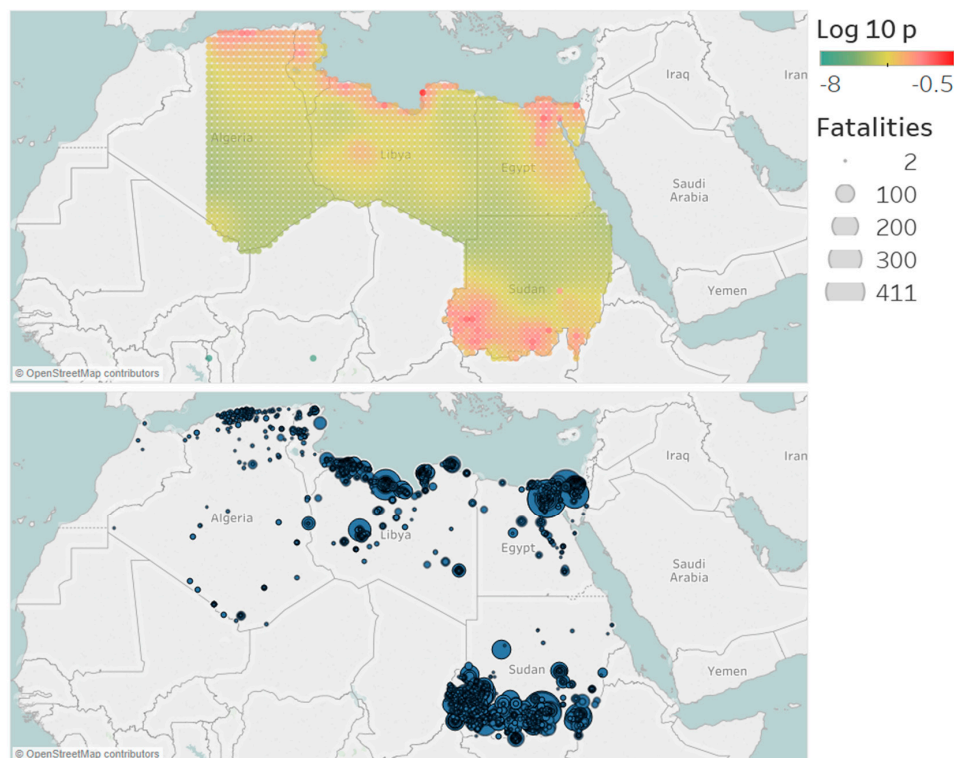 Log 10 p
-8
-0.5
Fatalities
2
100
200
300
411
Iraq
Iran
Algeria
Libya
Egypt
Saudi
Arabia
Sudan
Yemen
© OpenStreetMap contributors
Iraq
Iran
Algeria
Libya
Egypt
Saudi
Arabia
Sudan
Yemen
© OpenStreetMap contributors